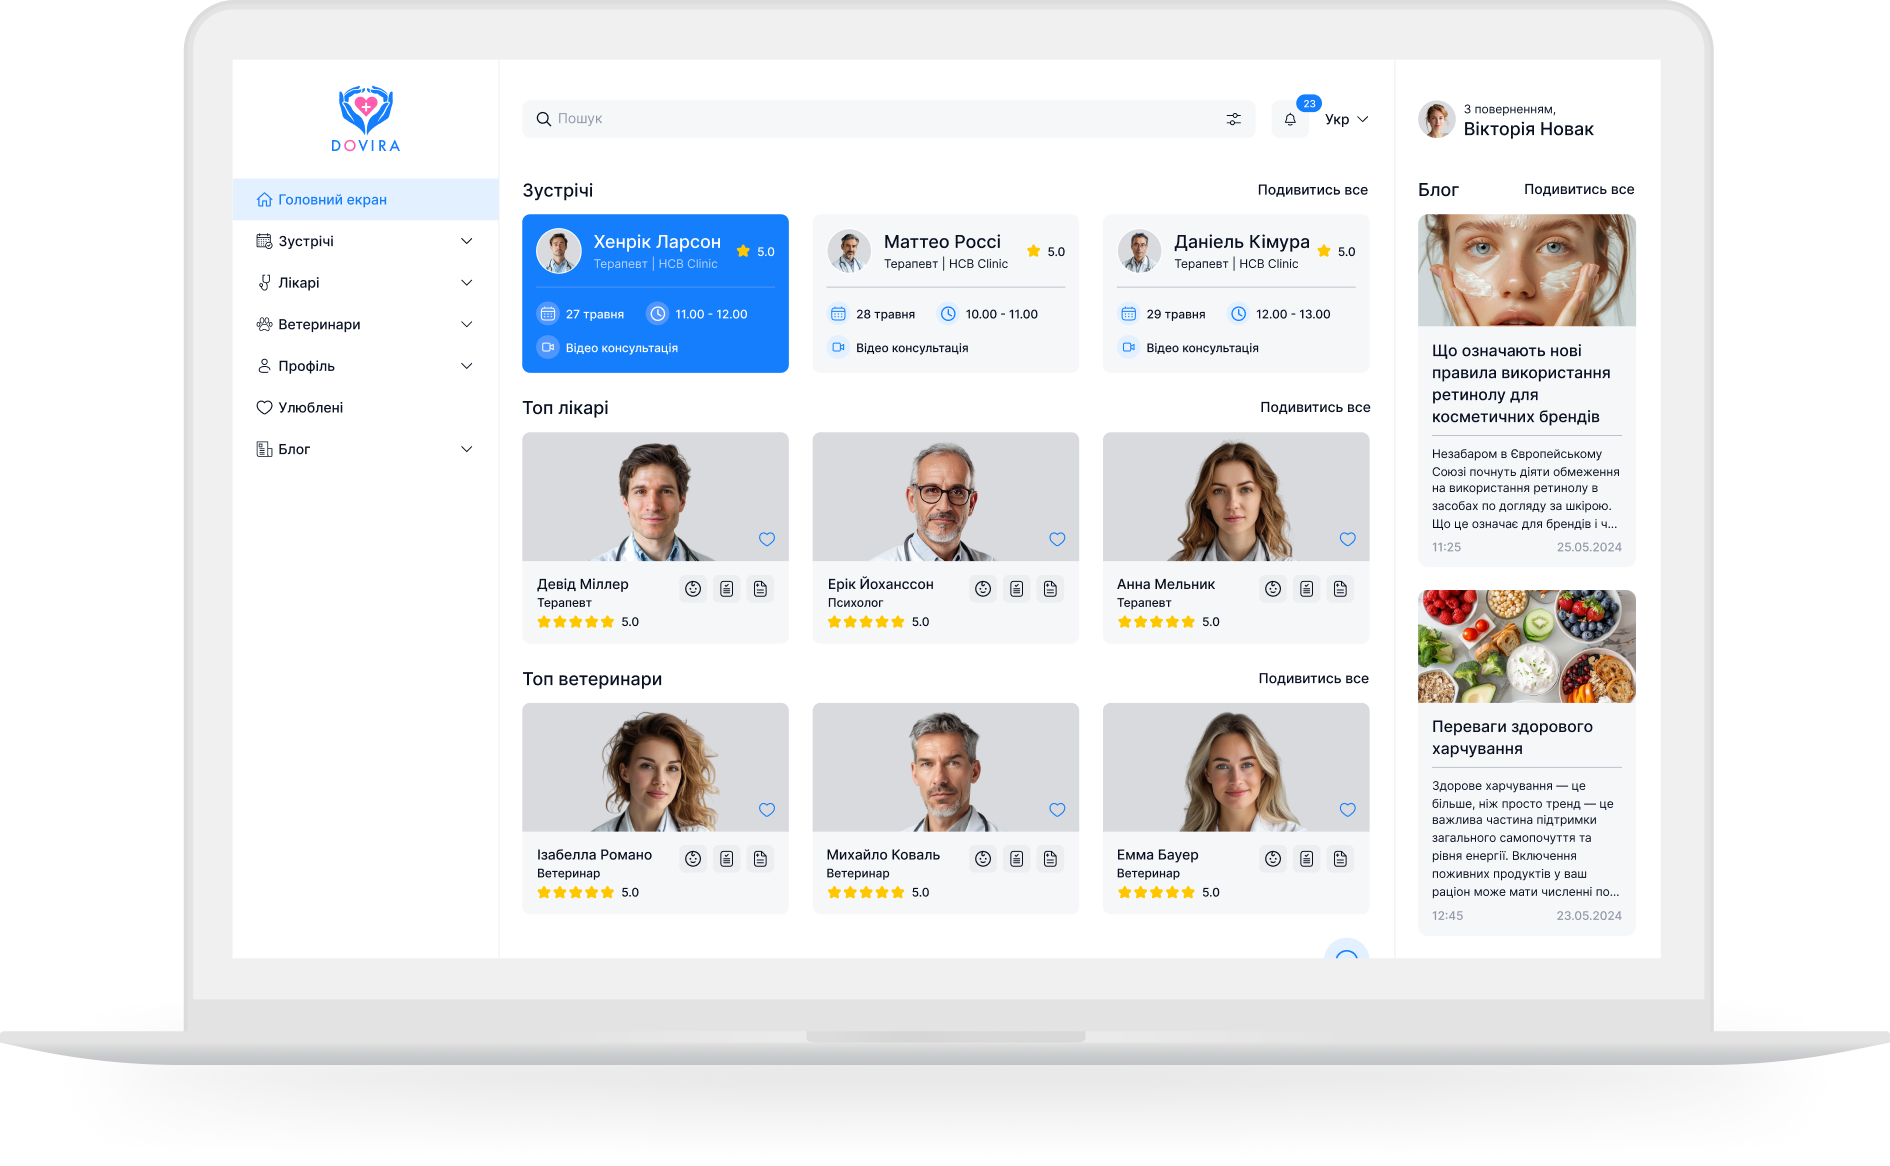 DOVIRA
Головний екран
Зустрічі
Лікарі
Ветеринари
Профіль
Улюблені
Блог
Пошук
23
Укр
Зустрічі
Подивитись все
Хенрік Ларсон
5.0
Терапевт | HCB Clinic
27 травня
11.00 - 12.00
Відео консультація
Маттео Россі
5.0
Терапевт | HCB Clinic
28 травня
10.00 - 11.00
Відео консультація
Даніель Кімура
5.0
Терапевт | HCB Clinic
29 травня
12.00 - 13.00
Відео консультація
Топ лікарі
Подивитись все
Девід Міллер
Терапевт
5.0
Ерік Йоханссон
Психолог
5.0
Анна Мельник
Терапевт
5.0
Топ ветеринари
Подивитись все
Ізабелла Романо
Ветеринар
5.0
Михайло Коваль
Ветеринар
5.0
Емма Бауер
Ветеринар
5.0
З поверненням,
Вікторія Новак
Блог
Подивитись все
Що означають нові
правила використання
ретинолу для
косметичних брендів
Незабаром в Європейському
Союзі почнуть діяти обмеження
на використання ретинолу в
засобах по догляду за шкірою.
Що це означає для брендів і ч...
11:25
25.05.2024
Переваги здорового
харчування
Здорове харчування — це
більше, ніж просто тренд — це
важлива частина підтримки
загального самопочуття та
рівня енергії. Включення
поживних продуктів у ваш
раціон може мати численні по...
12:45
23.05.2024